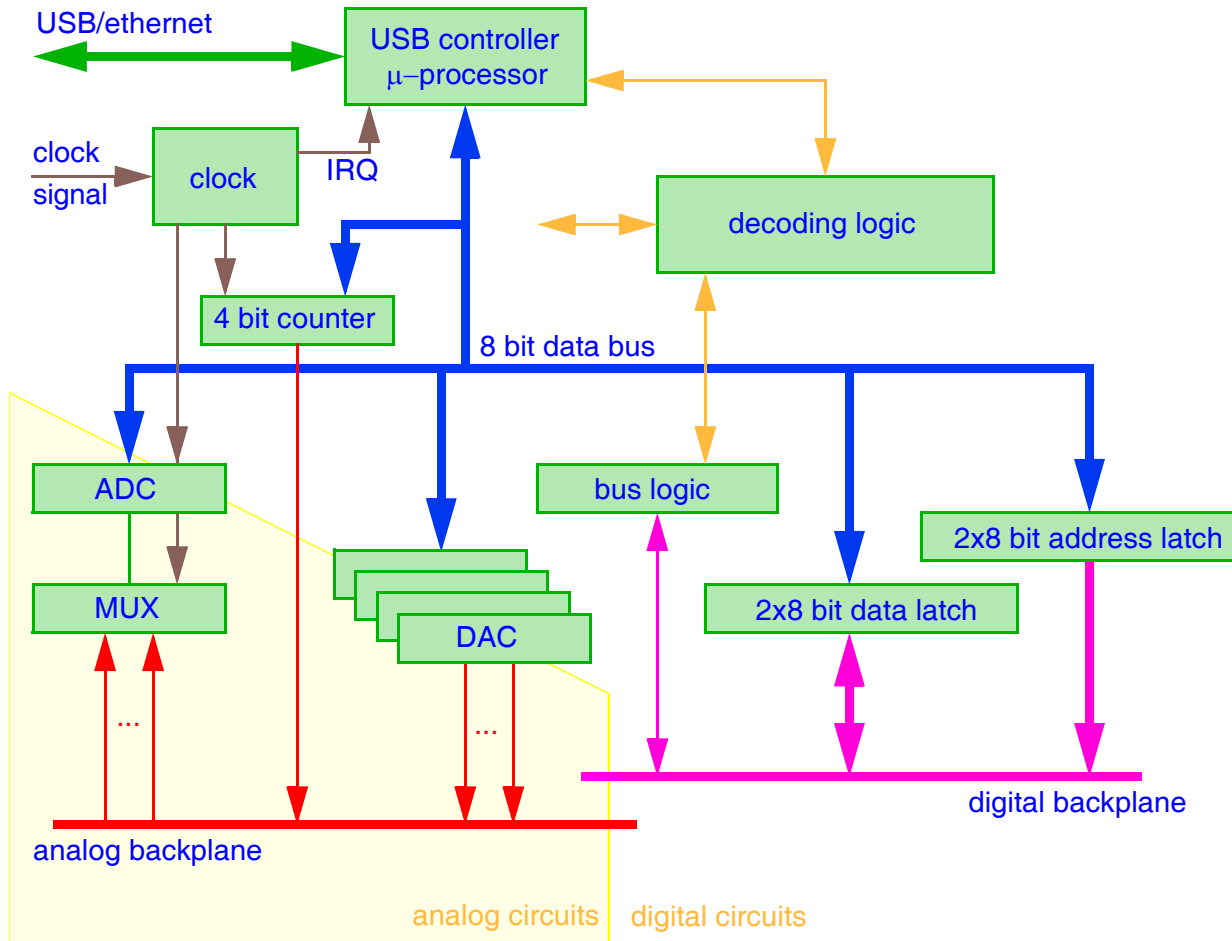 USB/ethernet
USB controller
μ–processor
clock
signal
clock
IRQ
decoding logic
4 bit counter
8 bit data bus
ADC
bus logic
2x8 bit address latch
MUX
2x8 bit data latch
DAC
...
...
digital backplane
analog backplane
analog circuits
digital circuits